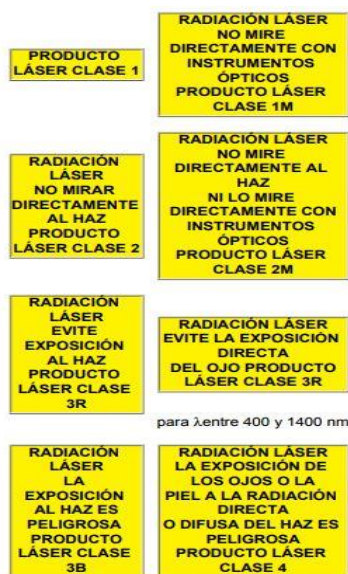 PRODUCTO
LÁSER CLASE 1
RADIACIÓN LÁSER
NO MIRE
DIRECTAMENTE CON
INSTRUMENTOS
ÓPTICOS
PRODUCTO LÁSER
CLASE 1M
RADIACIÓN
LÁSER
NO MIRAR
DIRECTAMENTE
AL HAZ
PRODUCTO
LÁSER CLASE 2
RADIACIÓN LÁSER
NO MIRE
DIRECTAMENTE AL
HAZ
NI LO MIRE
DIRECTAMENTE CON
INSTRUMENTOS
ÓPTICOS
PRODUCTO LÁSER
CLASE 2M
RADIACIÓN
LÁSER
EVITE
EXPOSICIÓN
AL HAZ
PRODUCTO
LÁSER CLASE
3R
RADIACIÓN LÁSER
EVITE LA EXPOSICIÓN
DIRECTA
DEL OJO PRODUCTO
LÁSER CLASE 3R
para λentre 400 y 1400 nm
RADIACIÓN
LÁSER
LA
EXPOSICIÓN
AL HAZ ES
PELIGROSA
PRODUCTO
LÁSER CLASE
3B
RADIACIÓN LÁSER
LA EXPOSICIÓN DE
LOS OJOS O LA
PIEL A LA RADIACIÓN
DIRECTA
O DIFUSA DEL HAZ ES
PELIGROSA
PRODUCTO LÁSER
CLASE 4